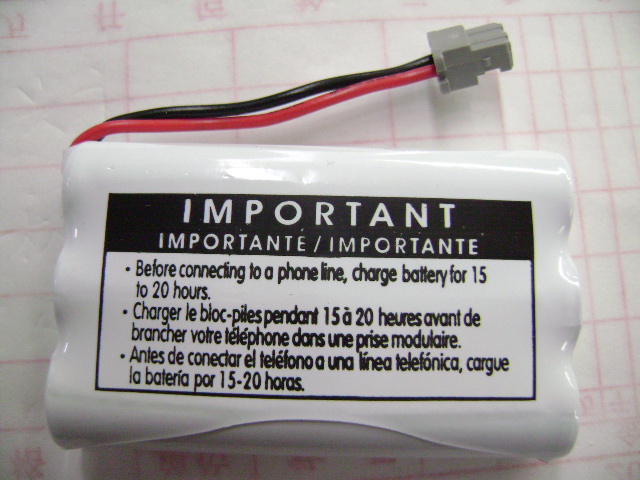 IMPORTANT
IMPORTANTE / IMPORTANTE
• Before connecting to a phone line, charge battery for 15
to 20 hours.
• Charger le bloc-piles pendant 15 à 20 heures avant de
brancher votre téléphone dans une prise modulaire.
• Antes de conectar el teléfono a una línea telefónica, cargue
la batería por 15-20 horas.